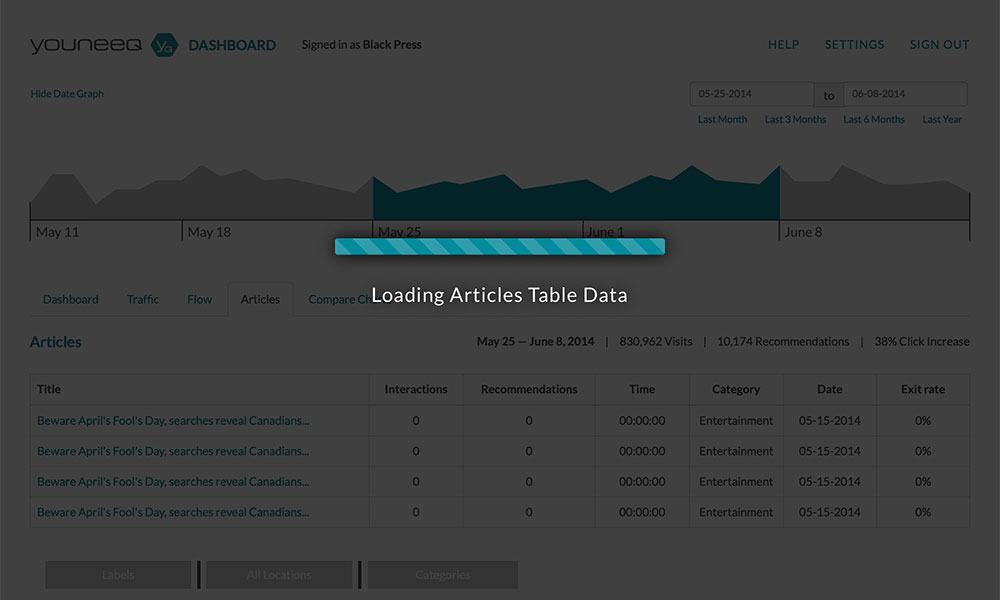 youneeq YQ DASHBOARD Signed in as Black Press HELP SETTINGS SIGN OUT
Hide Date Graph 05-25-2014 to 06-08-2014
Last Month Last 3 Months Last 6 Months Last Year
May 11 May 18 May 25 June 1 June 8
Loading Articles Table Data
Dashboard Traffic Flow Articles Compare
Articles May 25 — June 8, 2014 | 830,962 Visits | 10,174 Recommendations | 38% Click Increase
Title Interactions Recommendations Time Category Date Exit rate
Beware April's Fool's Day, searches reveal Canadians... 0 0 00:00:00 Entertainment 05-15-2014 0%
Beware April's Fool's Day, searches reveal Canadians... 0 0 00:00:00 Entertainment 05-15-2014 0%
Beware April's Fool's Day, searches reveal Canadians... 0 0 00:00:00 Entertainment 05-15-2014 0%
Beware April's Fool's Day, searches reveal Canadians... 0 0 00:00:00 Entertainment 05-15-2014 0%
Labels All Locations Categories